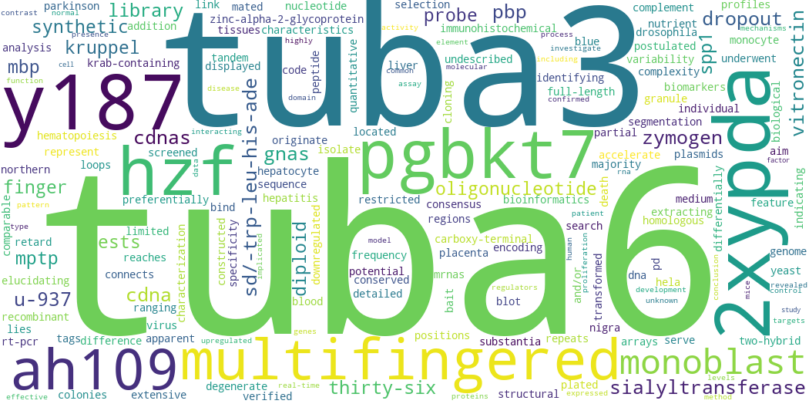 contrast normal parkinson link mated nucleotide selection activity complement profiles
presence library zinc-alpha-2-glycoprotein probe pbp nutrient dropout mechanisms
synthetic addition tissues characteristics immunohistochemical drosophila monocyte
analysis kruppel tandem code highly quantitative element process blue postulated spp1 vitronectin
mbp krab-containing displayed peptide liver undescribed investigate variability underwent
function cell disease domain common molecular identifying complexity biomarkers
y187 tuba3 assay cloning full-length granule individual biological
hematopoiesis cdnas interacting originate located confirmed segmentation zymogen
represent screened gnas isolate pgbkt7 partial accelerate plasmids aim factor
northern loops hzf data hepatocyte majority rna indicating
finger preferentially sequence restricted oligonucleotide death medium extracting feature
comparable pattern limited bind hepatitis consensus bioinformatics patient search differentially homologous genome
retard ests constructed specificity sd/-trp-leu-his-ade diploid downregulated regions carboxy-terminal and/or transformed 2xypda
mptp reaches characterization implicated model frequency placenta encoding human dna pd yeast
elucidating connects tuba6 potential conserved mrnas proliferation hela conclusion mice revealed control
type cdna blood detailed bait regulators blot development unknown study
u-937 ranging genes positions substantia nigra arrays serve two-hybrid targets
recombinant virus upregulated repeats levels
lies tags difference apparent structural method
rt-pcr ah109 multifingered monoblast
degenerate real-time proteins plated expressed
effective colonies extensive verified thirty-six sialyltransferase